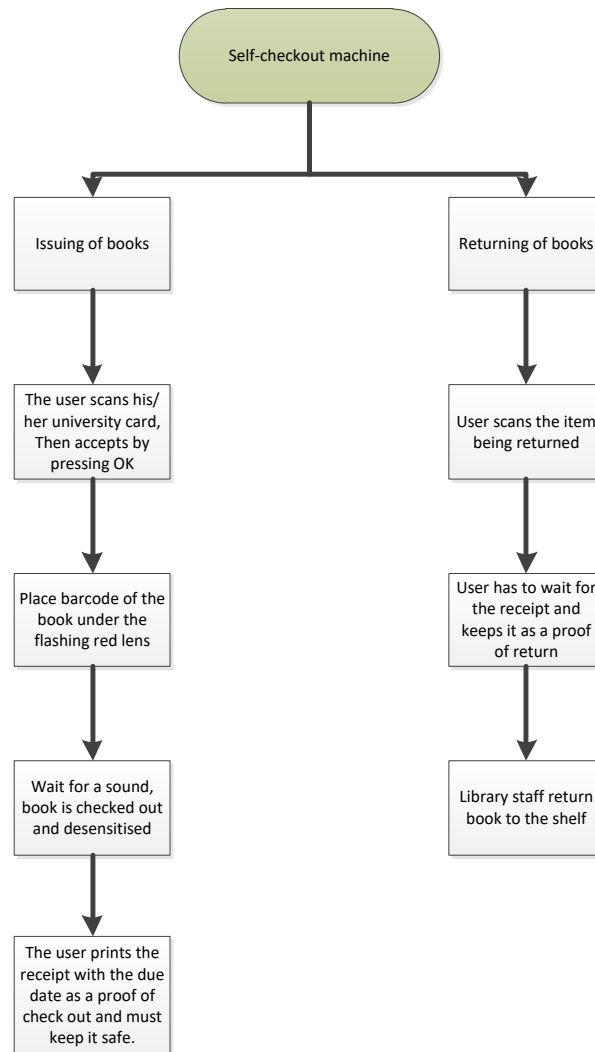 Self-checkout machine
Issuing of books
Returning of books
The user scans his/
her university card,
Then accepts by
pressing OK
User scans the item
being returned
Place barcode of the
book under the
flashing red lens
User has to wait for
the receipt and
keeps it as a proof
of return
Wait for a sound,
book is checked out
and desensitised
Library staff return
book to the shelf
The user prints the
receipt with the due
date as a proof of
check out and must
keep it safe.